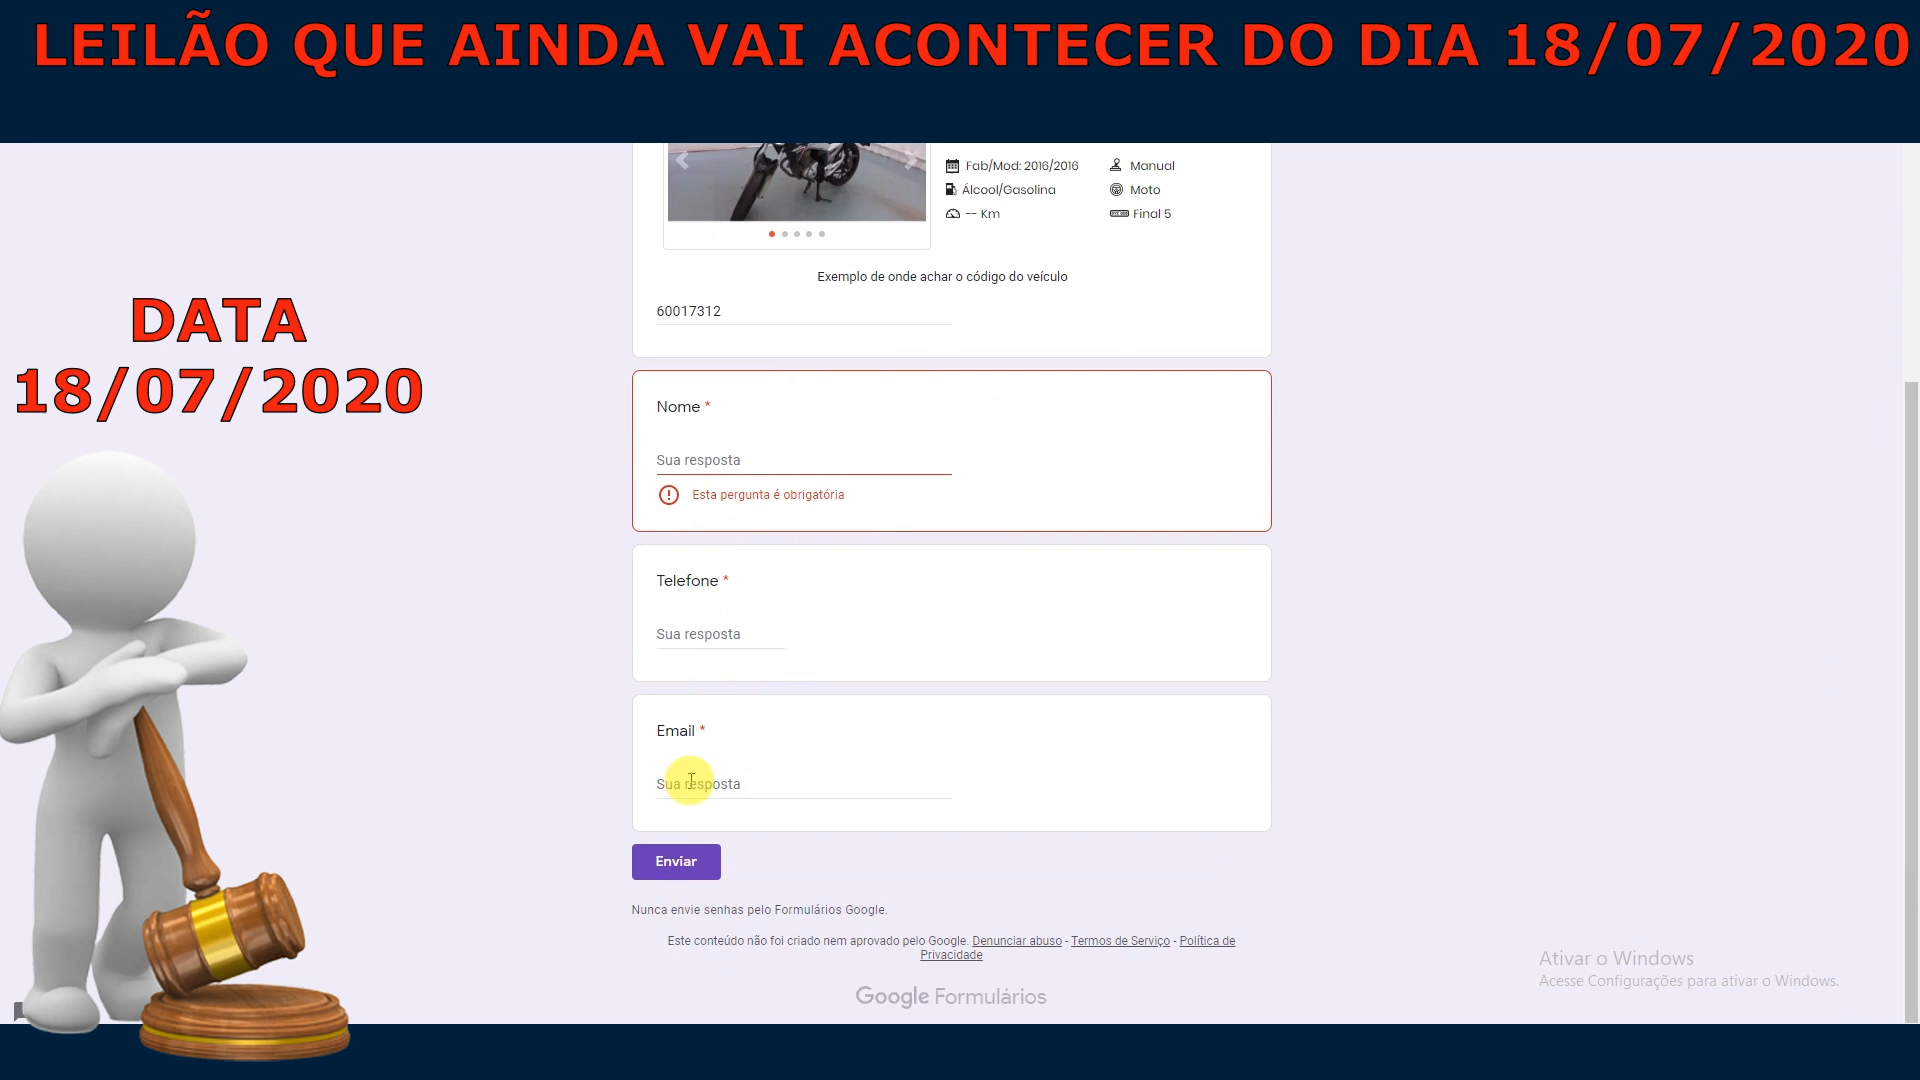 LEILÃO QUE AINDA VAI ACONTECER DO DIA 18/07/2020
DATA
18/07/2020
Fab/Mod: 2016/2016
Manual
Álcool/Gasolina
Moto
-- Km
Final 5
Exemplo de onde achar o código do veículo
60017312
Nome *
Sua resposta
Esta pergunta é obrigatória
Telefone *
Sua resposta
Email *
Sua resposta
Enviar
Nunca envie senhas pelo Formulários Google.
Este conteúdo não foi criado nem aprovado pelo Google. Denunciar abuso - Termos de Serviço - Política de
Privacidade
Google Formulários
Ativar o Windows
Acesse Configurações para ativar o Windows.